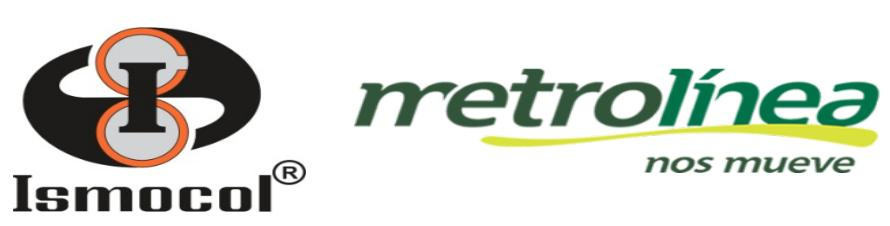 I
Ismocol®
metrolínea
nos mueve